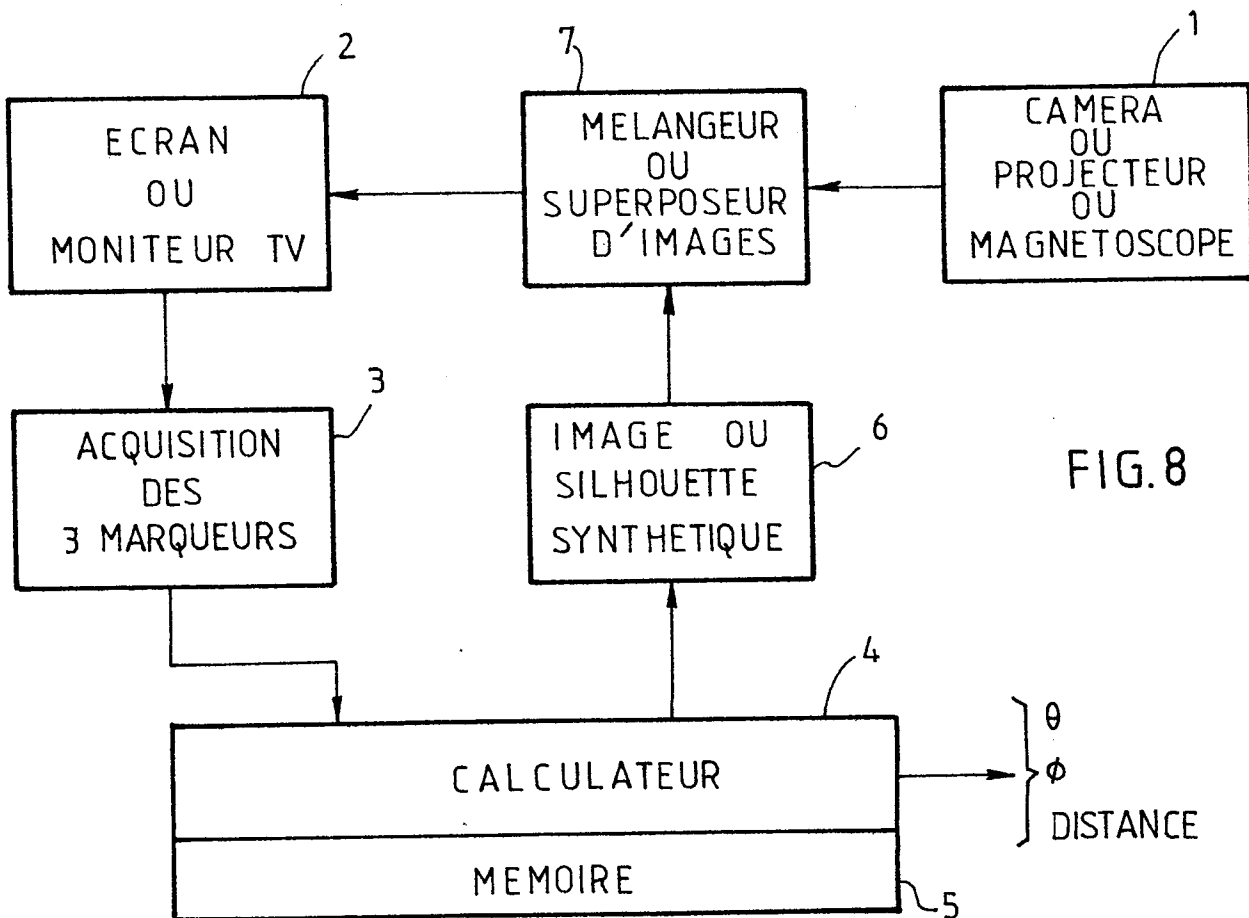 2
7
1
ECRAN
OU
MONITEUR TV
MELANGEUR
OU
SUPERPOSEUR
D'IMAGES
CAMERA
OU
PROJECTEUR
OU
MAGNETOSCOPE
3
ACQUISITION
DES
3 MARQUEURS
6
IMAGE OU
SILHOUETTE
SYNTHETIQUE
FIG.8
4
CALCULATEUR
θ
ϕ
DISTANCE
MEMOIRE
5